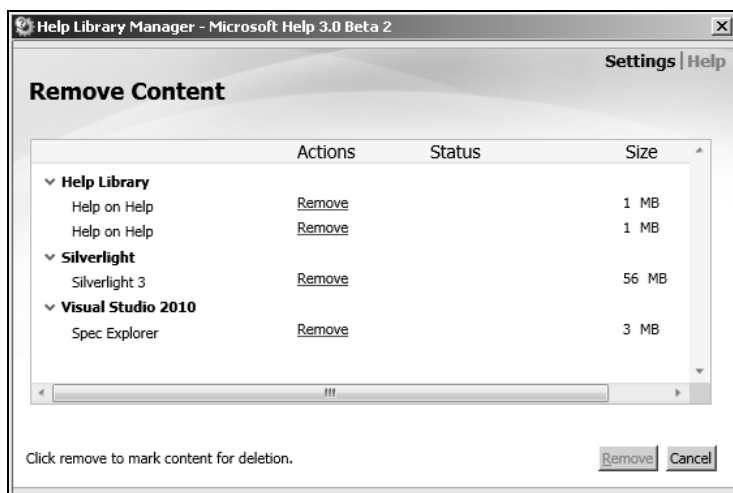 Help Library Manager - Microsoft Help 3.0 Beta 2
Settings | Help
Remove Content
Actions Status Size
Help Library
Help on Help Remove 1 MB
Help on Help Remove 1 MB
Silverlight
Silverlight 3 Remove 56 MB
Visual Studio 2010
Spec Explorer Remove 3 MB
Click remove to mark content for deletion. Remove Cancel